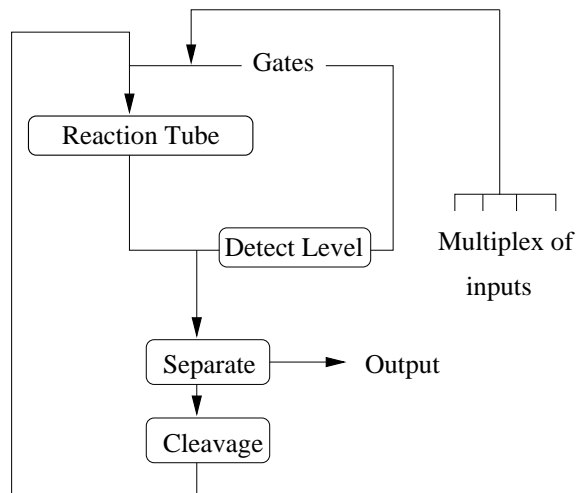 Gates
Reaction Tube
Detect Level
Multiplex of
inputs
Separate
Output
Cleavage